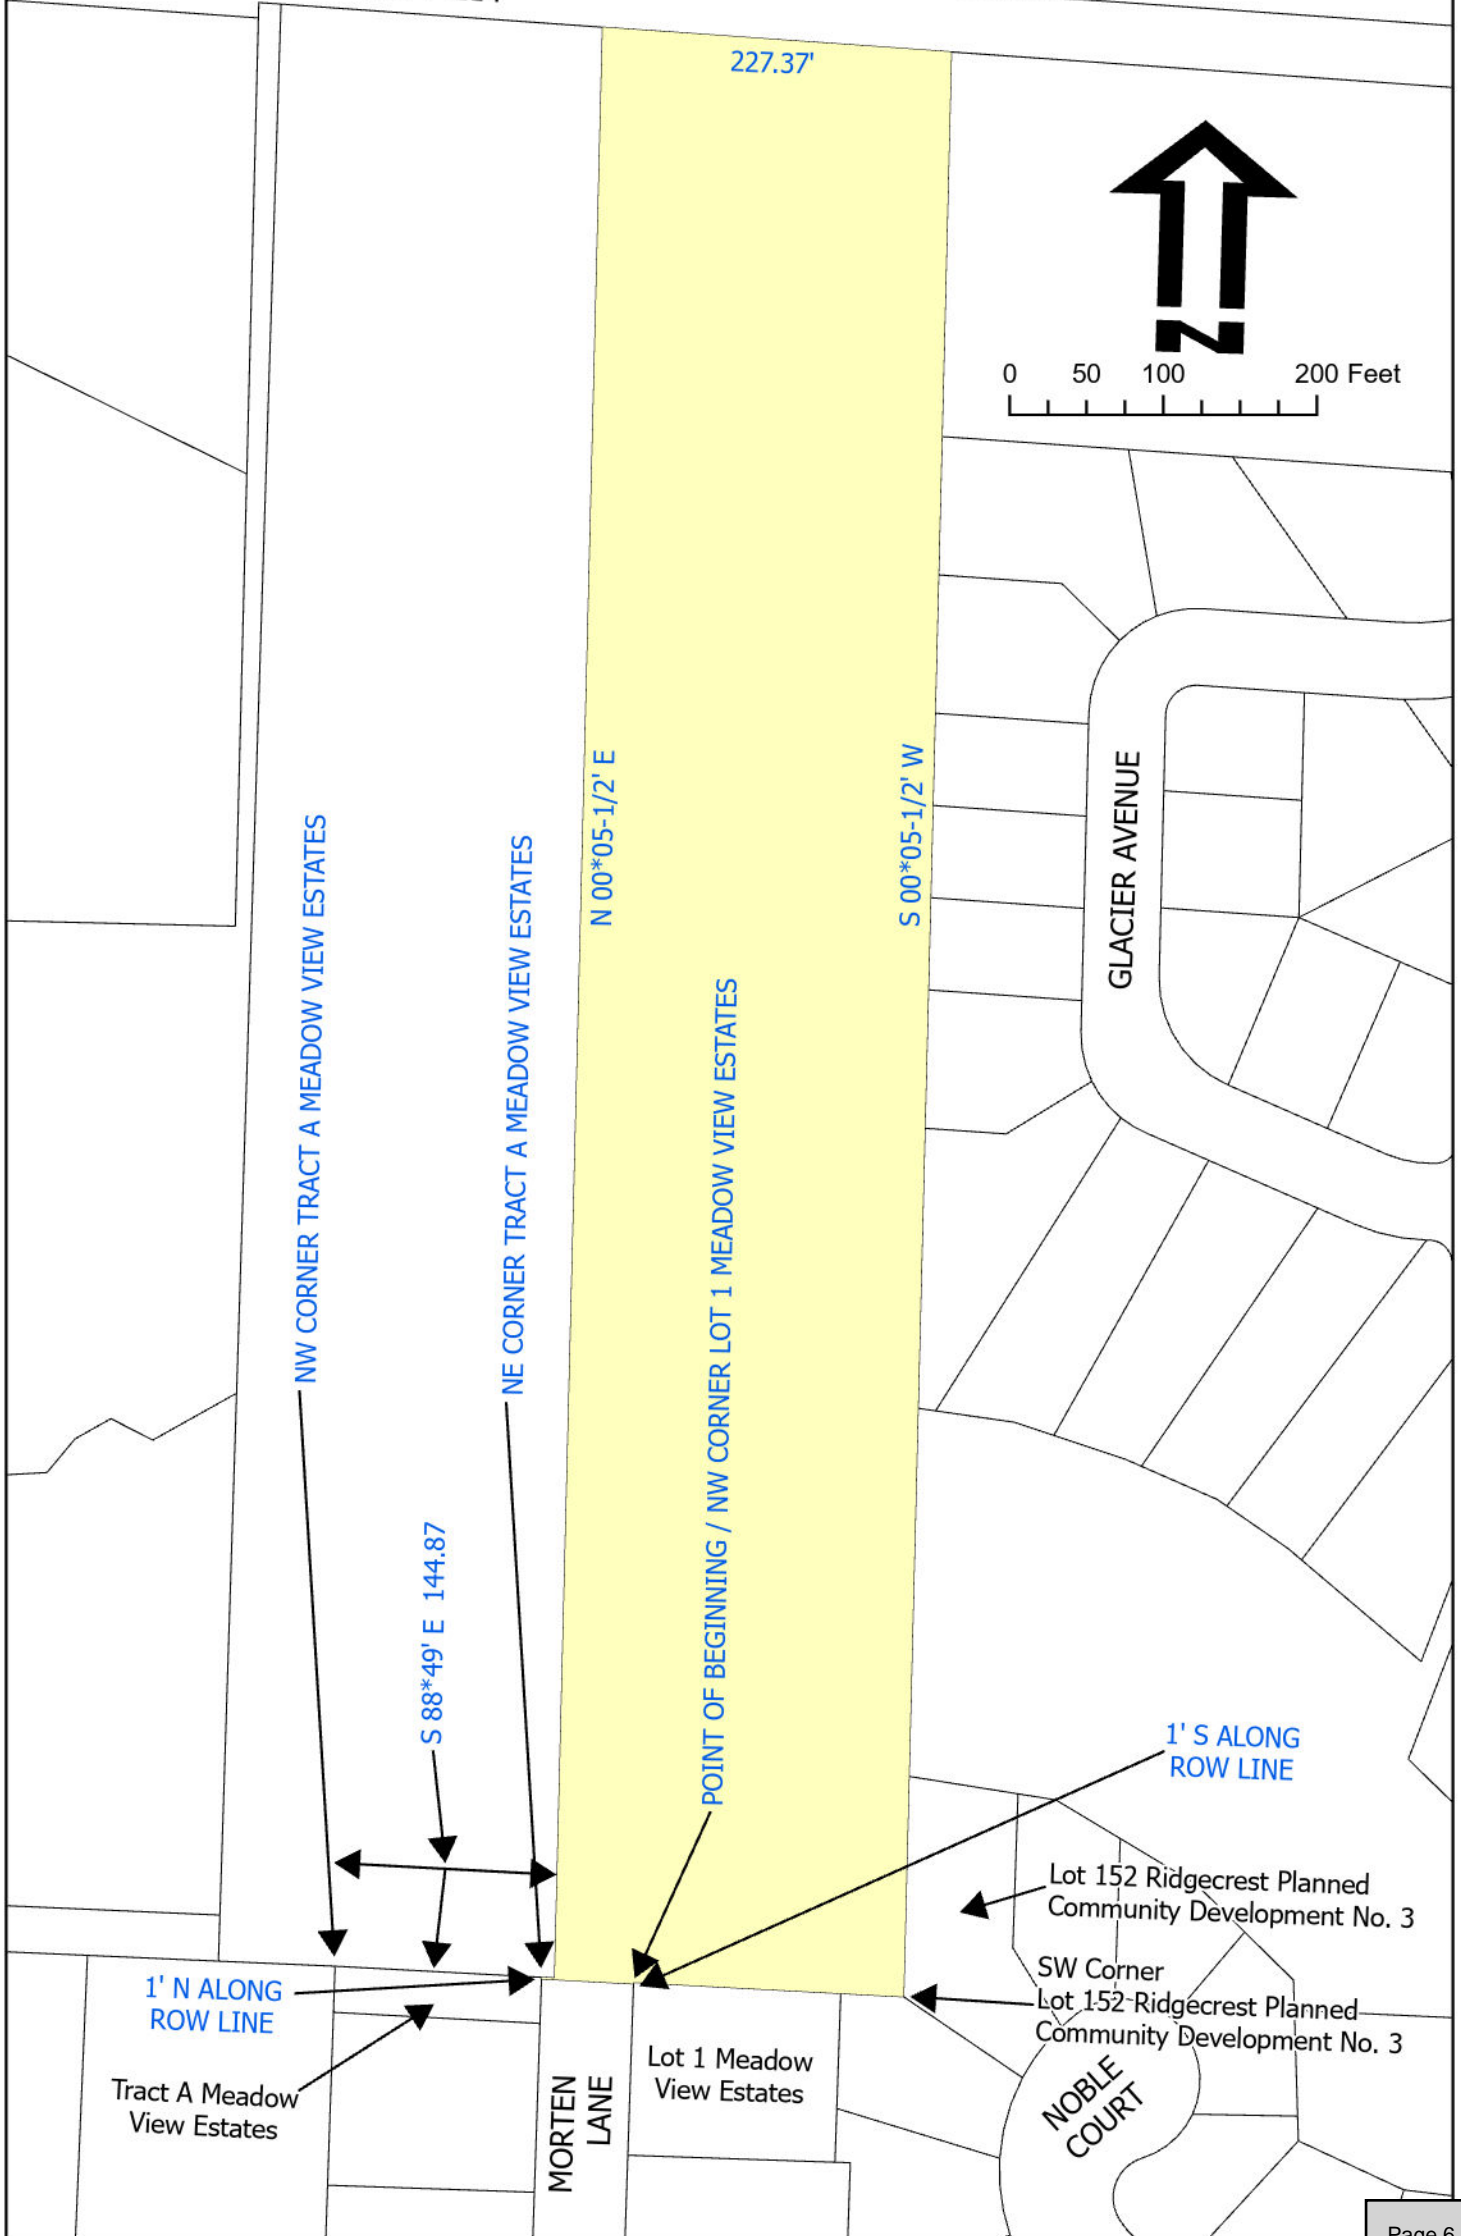 227.37'
N
0 50 100 200 Feet
N 00*05-1/2' E
S 00*05-1/2' W
GLACIER AVENUE
NW CORNER TRACT A MEADOW VIEW ESTATES
NE CORNER TRACT A MEADOW VIEW ESTATES
POINT OF BEGINNING / NW CORNER LOT 1 MEADOW VIEW ESTATES
S 88*49' E 144.87
1' S ALONG
ROW LINE
Lot 152 Ridgecrest Planned
Community Development No. 3
SW Corner
Lot 152 Ridgecrest Planned
Community Development No. 3
1' N ALONG
ROW LINE
Tract A Meadow
View Estates
Lot 1 Meadow
View Estates
MORTEN
LANE
NOBLE
COURT
Page 6